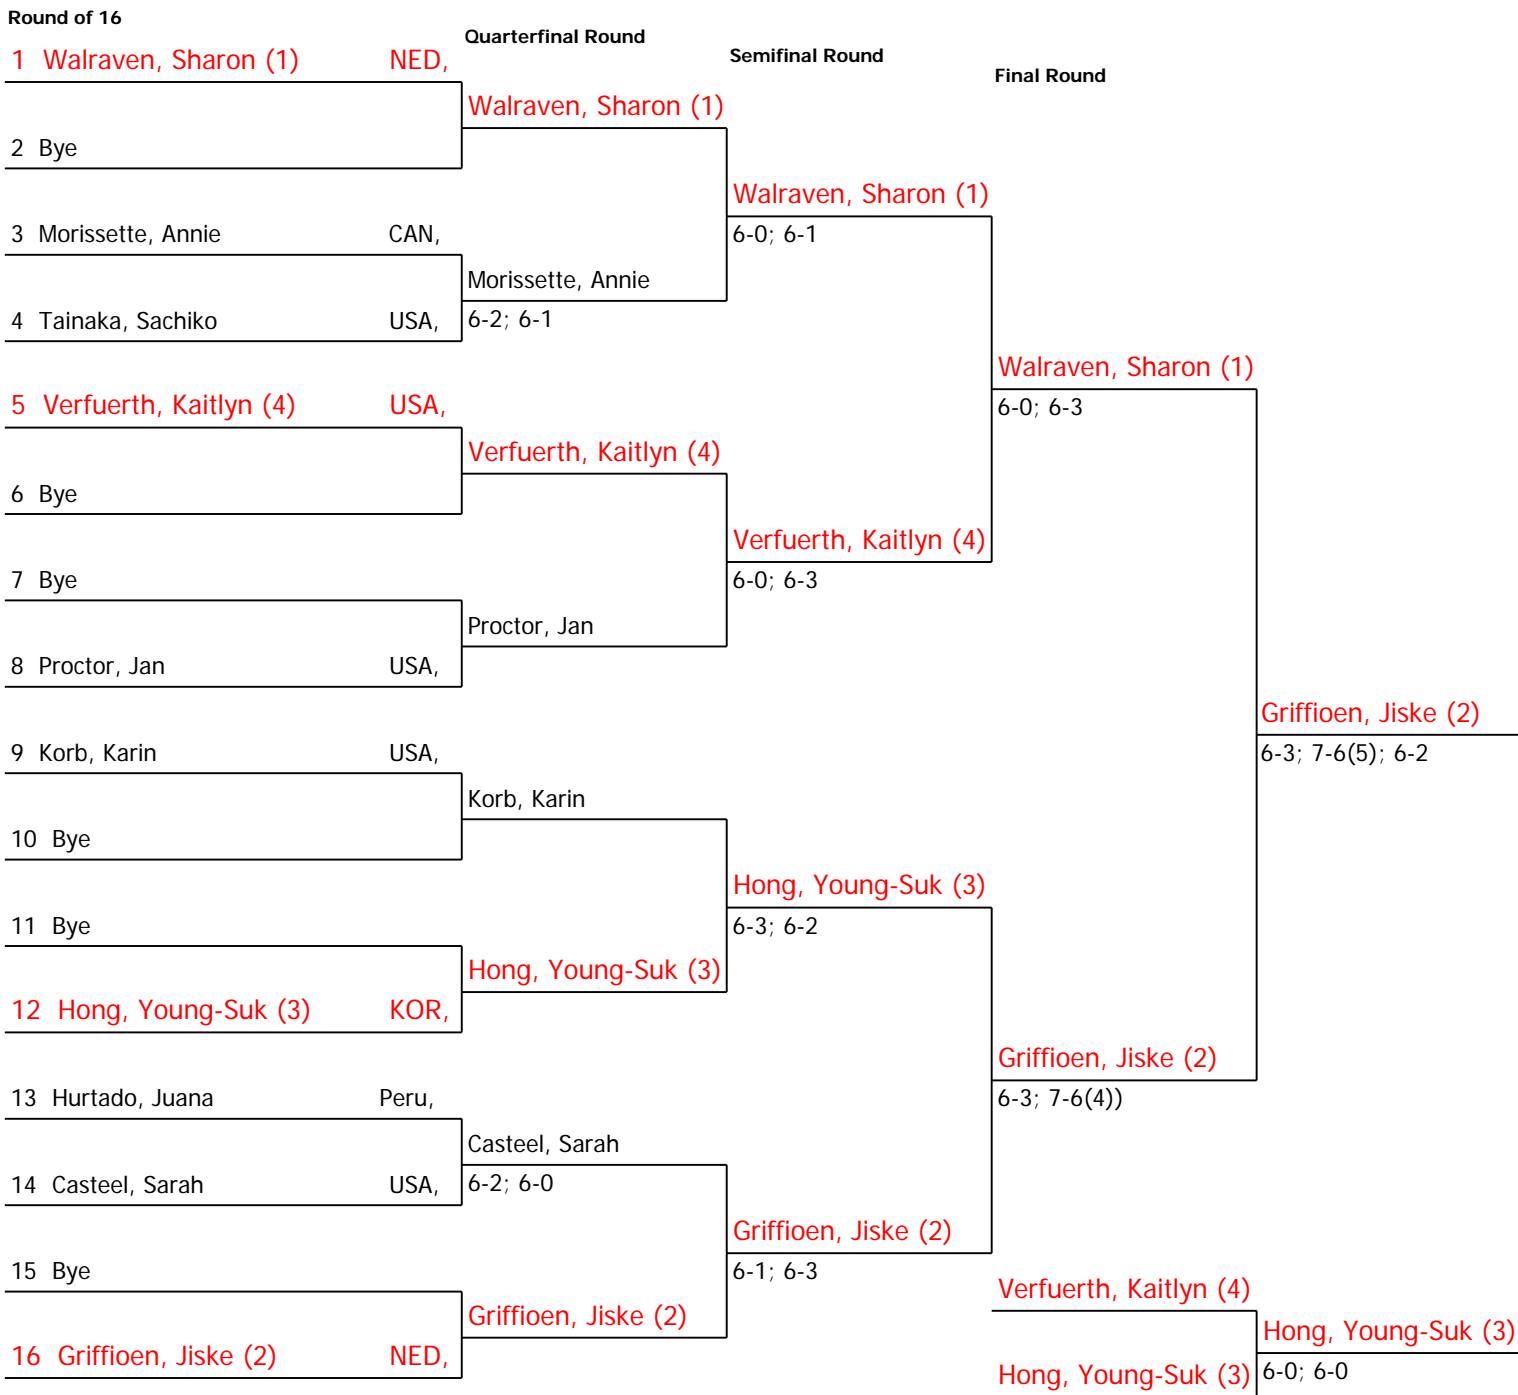 Round of 16
Quarterfinal Round
Semifinal Round
Final Round
1 Walraven, Sharon (1) NED,
Walraven, Sharon (1)
2 Bye
Walraven, Sharon (1)
6-0; 6-1
3 Morissette, Annie CAN,
Morissette, Annie
6-2; 6-1
4 Tainaka, Sachiko USA,
Walraven, Sharon (1)
6-0; 6-3
5 Verfuerth, Kaitlyn (4) USA,
Verfuerth, Kaitlyn (4)
6 Bye
Verfuerth, Kaitlyn (4)
6-0; 6-3
7 Bye
Proctor, Jan
8 Proctor, Jan USA,
Griffioen, Jiske (2)
6-3; 7-6(5); 6-2
9 Korb, Karin USA,
Korb, Karin
10 Bye
Hong, Young-Suk (3)
6-3; 6-2
11 Bye
Hong, Young-Suk (3)
12 Hong, Young-Suk (3) KOR,
Griffioen, Jiske (2)
6-3; 7-6(4))
13 Hurtado, Juana Peru,
Casteel, Sarah
6-2; 6-0
14 Casteel, Sarah USA,
Griffioen, Jiske (2)
6-1; 6-3
15 Bye
Griffioen, Jiske (2)
16 Griffioen, Jiske (2) NED,
Verfuerth, Kaitlyn (4)
Hong, Young-Suk (3)
6-0; 6-0
Hong, Young-Suk (3)